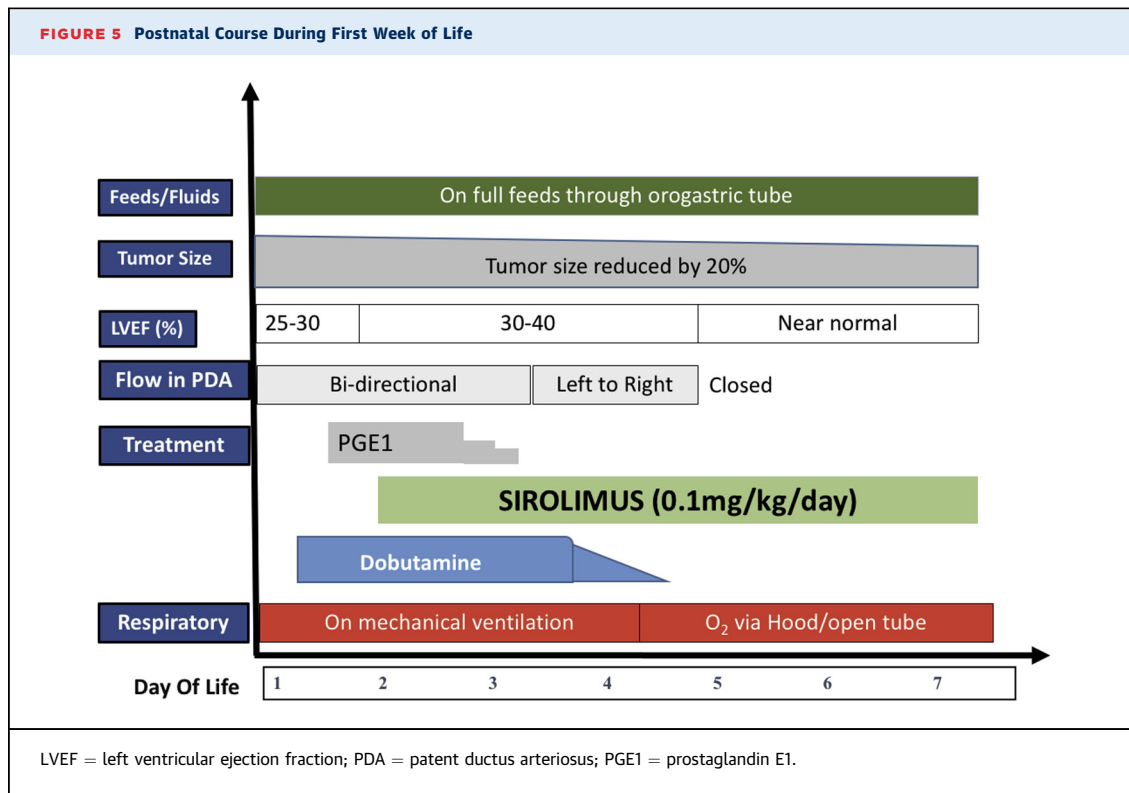 FIGURE 5 Postnatal Course During First Week of Life
Feeds/Fluids
On full feeds through orogastric tube
Tumor Size
Tumor size reduced by 20%
LVEF (%)
25-30
30-40
Near normal
Flow in PDA
Bi-directional
Left to Right
Closed
Treatment
PGE1
SIROLIMUS (0.1mg/kg/day)
Dobutamine
Respiratory
On mechanical ventilation
O₂ via Hood/open tube
Day Of Life
1 2 3 4 5 6 7
LVEF = left ventricular ejection fraction; PDA = patent ductus arteriosus; PGE1 = prostaglandin E1.